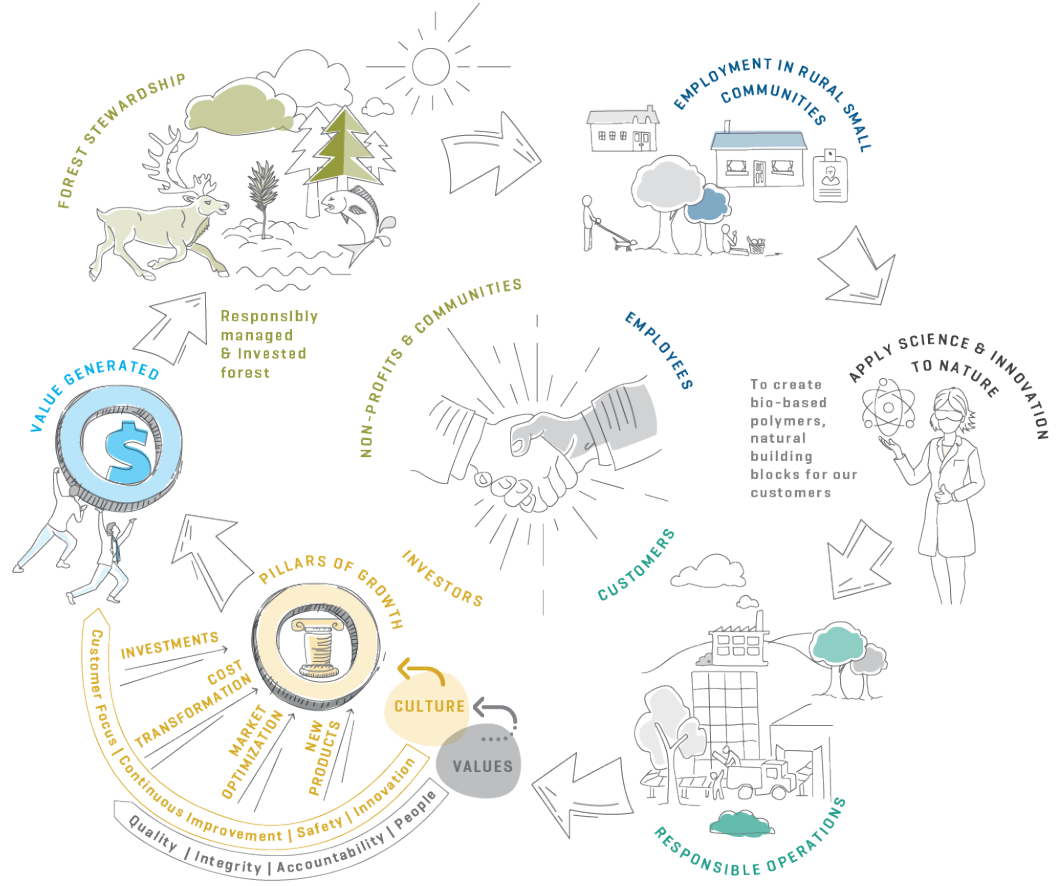 FOREST STEWARDSHIP
EMPLOYMENT IN RURAL SMALL
COMMUNITIES
Responsibly
managed
& Invested
forest
NON-PROFITS & COMMUNITIES
EMPLOYEES
APPLY SCIENCE & INNOVATION
TO NATURE
To create
bio-based
polymers,
natural
building
blocks for our
customers
VALUE GENERATED
$
PILLARS OF GROWTH
INVESTORS
CUSTOMERS
INVESTMENTS
COST
TRANSFORMATION
MARKET
OPTIMIZATION
NEW
PRODUCTS
CULTURE
VALUES
Customer Focus | Continuous Improvement | Safety | Innovation
Quality | Integrity | Accountability | People
RESPONSIBLE OPERATIONS